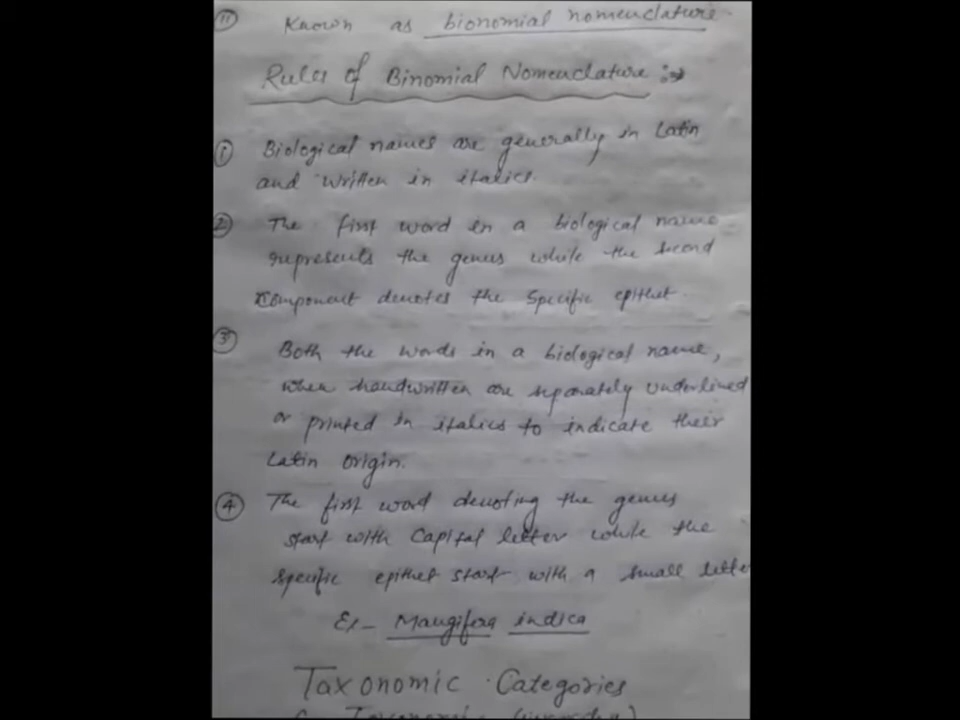 11 Known as bionomial nomenclature
Rules of Binomial Nomenclature :→
① Biological names are generally in Latin
and written in italics.
② The first word in a biological name
represents the genus while the second
component denotes the specific epithet.
③ Both the words in a biological name,
when handwritten are separately underlined
or printed in italics to indicate their
Latin origin.
④ The first word denoting the genus
start with Capital letter while the
specific epithet start with a small lette
Ex- Mangifera indica
Taxonomic Categories